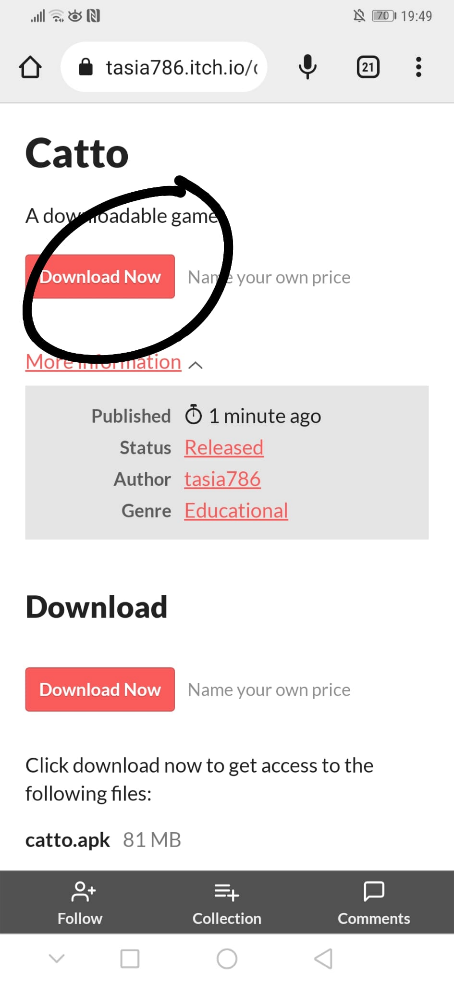 70 19:49
tasia786.itch.io/
21
Catto
A downloadable game
Download Now Name your own price
More information
Published 1 minute ago
Status Released
Author tasia786
Genre Educational
Download
Download Now Name your own price
Click download now to get access to the
following files:
catto.apk 81 MB
Follow Collection Comments